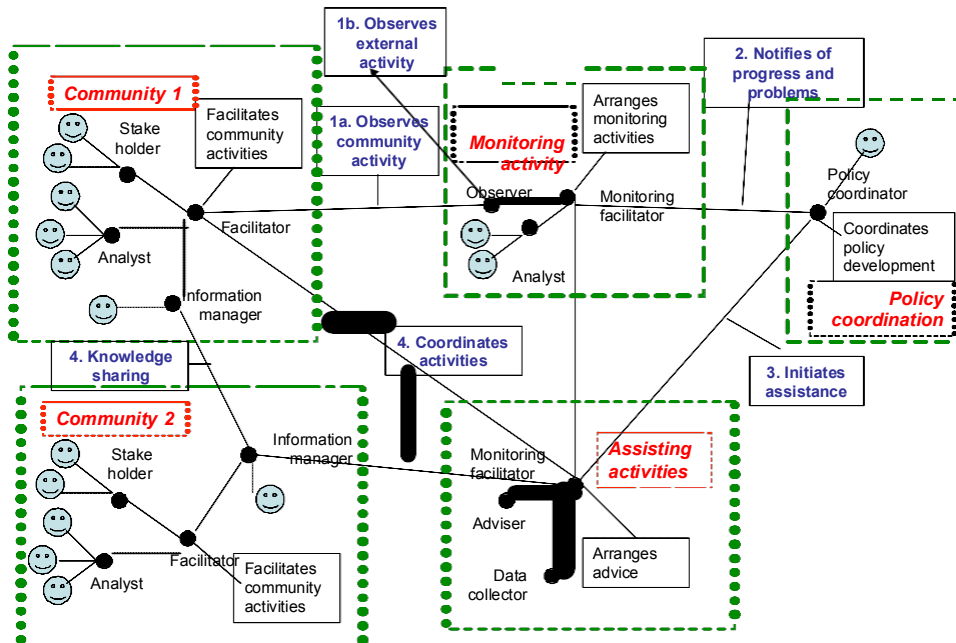 1b. Observes
external
activity
2. Notifies of
progress and
problems
Community 1
Stake
holder
Facilitates
community
activities
1a. Observes
community
activity
Monitoring
activity
Arranges
monitoring
activities
Observer
Monitoring
facilitator
Policy
coordinator
Facilitator
Analyst
Analyst
Coordinates
policy
development
Information
manager
Policy
coordination
4. Knowledge
sharing
4. Coordinates
activities
3. Initiates
assistance
Community 2
Stake
holder
Information
manager
Monitoring
facilitator
Assisting
activities
Adviser
Facilitator
Analyst
Facilitates
community
activities
Data
collector
Arranges
advice